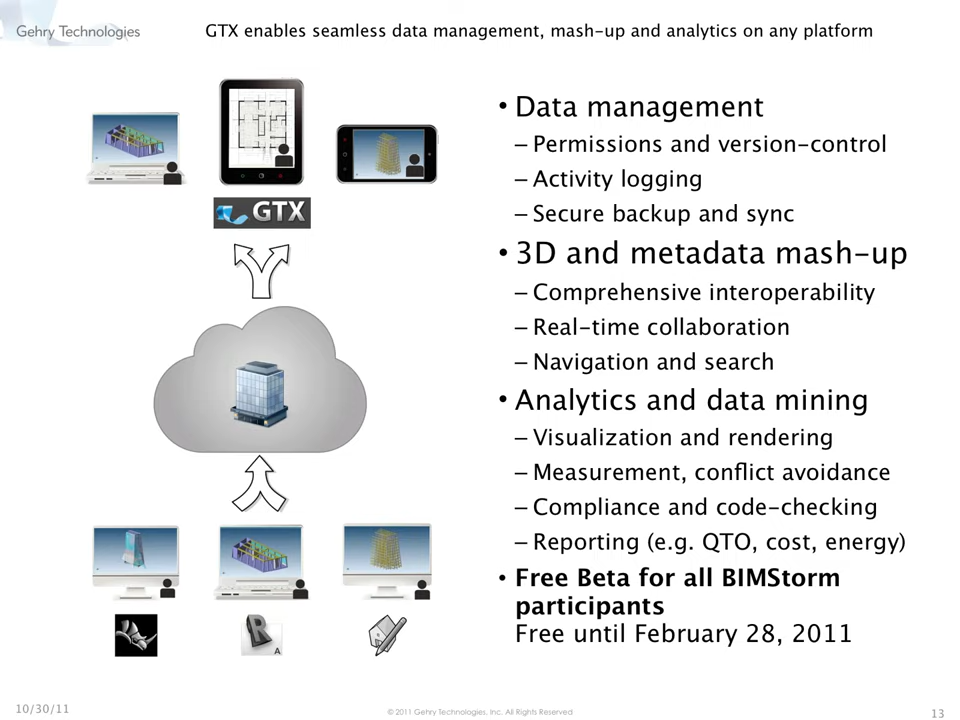 Gehry Technologies
GTX enables seamless data management, mash-up and analytics on any platform
GTX
R
A
• Data management
– Permissions and version-control
– Activity logging
– Secure backup and sync
• 3D and metadata mash-up
– Comprehensive interoperability
– Real-time collaboration
– Navigation and search
• Analytics and data mining
– Visualization and rendering
– Measurement, conflict avoidance
– Compliance and code-checking
– Reporting (e.g. QTO, cost, energy)
• Free Beta for all BIMStorm
participants
Free until February 28, 2011
10/30/11
© 2011 Gehry Technologies, Inc. All Rights Reserved
13